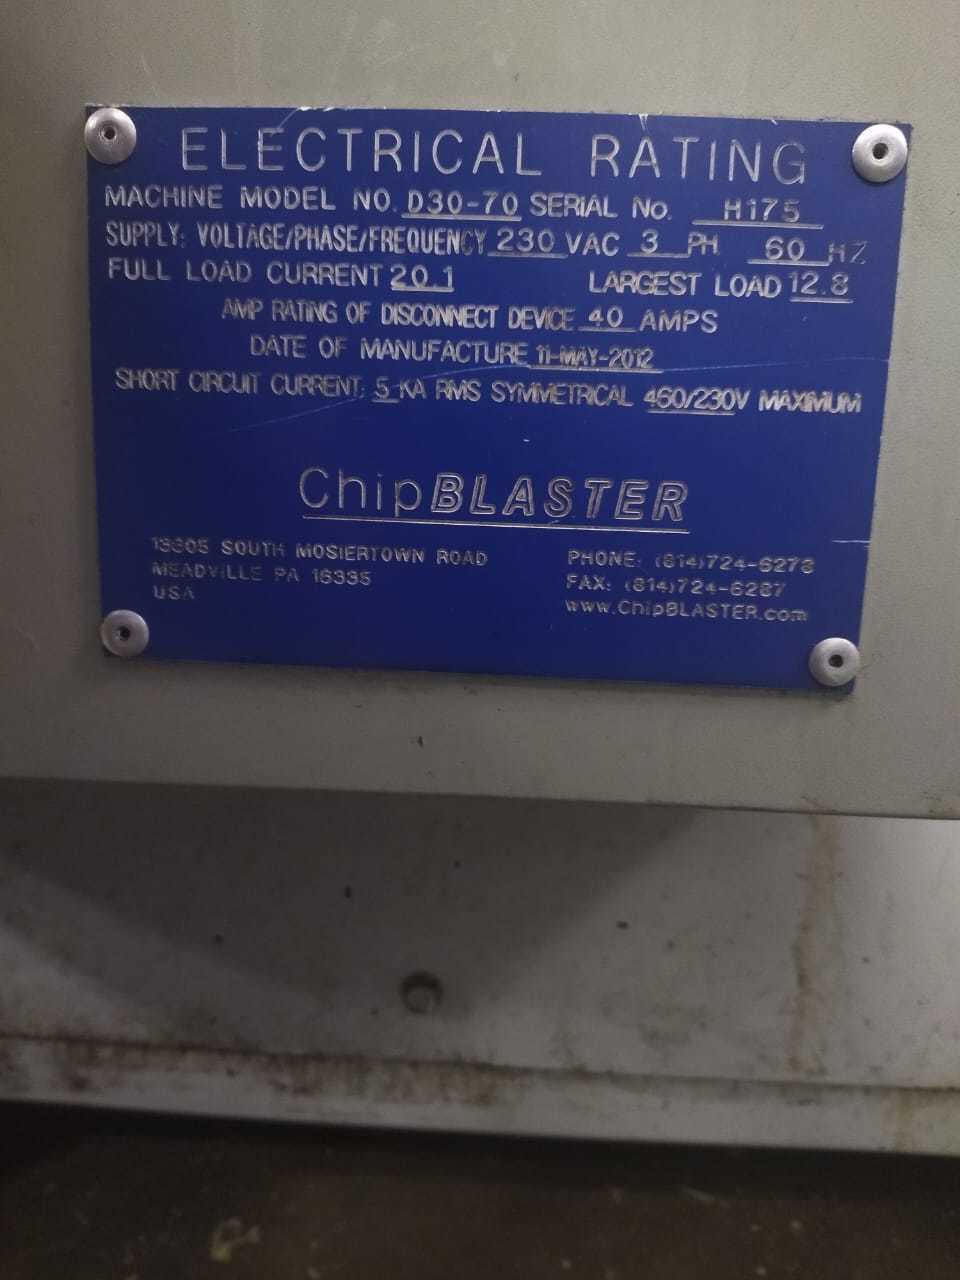 ELECTRICAL RATING
MACHINE MODEL NO. D30-70 SERIAL No. H175
SUPPLY: VOLTAGE/PHASE/FREQUENCY 230 VAC 3 PH 60 HZ
FULL LOAD CURRENT 20.1 LARGEST LOAD 12.8
AMP RATING OF DISCONNECT DEVICE 40 AMPS
DATE OF MANUFACTURE 11-MAY-2012
SHORT CIRCUIT CURRENT: 5 KA RMS SYMMETRICAL 460/230V MAXIMUM
ChipBLASTER
13305 SOUTH MOSIERTOWN ROAD
MEADVILLE PA 16335
USA
PHONE: (814)724-6278
FAX: (814)724-6287
www.ChipBLASTER.com